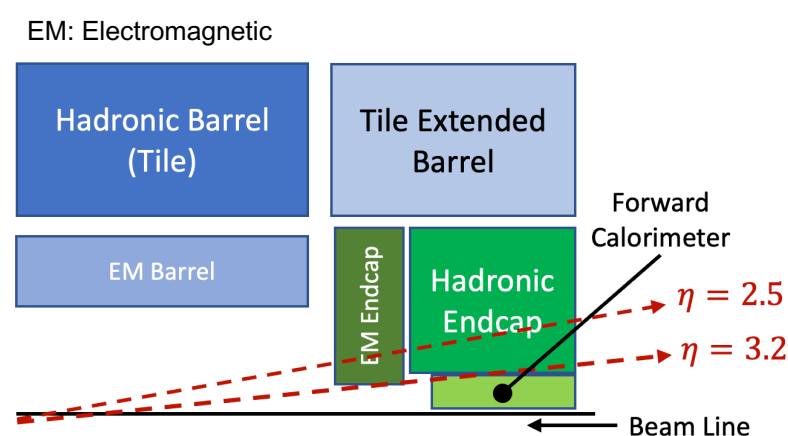 EM: Electromagnetic
Hadronic Barrel
(Tile)
Tile Extended
Barrel
Forward
Calorimeter
EM Barrel
EM Endcap
Hadronic
Endcap
η = 2.5
η = 3.2
Beam Line